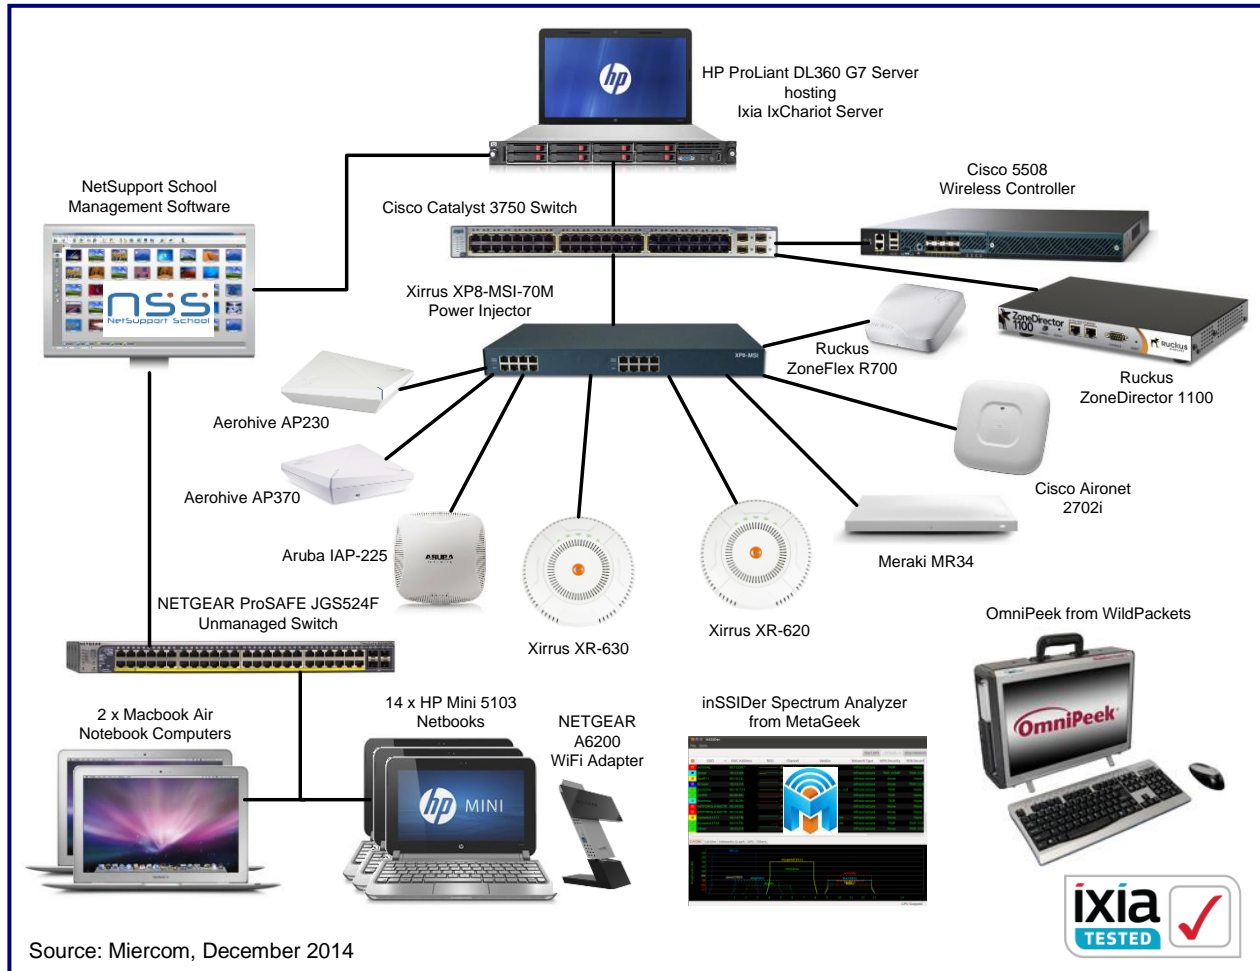 HP ProLiant DL360 G7 Server
hosting
Ixia IxChariot Server
hp
NetSupport School
Management Software
nss
NetSupport School
Cisco Catalyst 3750 Switch
Cisco 5508
Wireless Controller
Xirrus XP8-MSI-70M
Power Injector
XP8-MSI
Ruckus
ZoneFlex R700
ZoneDirector
1100
Ruckus
Ruckus
ZoneDirector 1100
Aerohive AP230
Aerohive AP370
Cisco Aironet
2702i
Aruba IAP-225
ARUBA
Meraki MR34
NETGEAR ProSAFE JGS524F
Unmanaged Switch
NETGEAR
Xirrus XR-630
Xirrus XR-620
OmniPeek from WildPackets
OmniPeek
2 x Macbook Air
Notebook Computers
14 x HP Mini 5103
Netbooks
hp MINI
NETGEAR
A6200
WiFi Adapter
inSSIDer Spectrum Analyzer
from MetaGeek
ixia
TESTED
Source: Miercom, December 2014